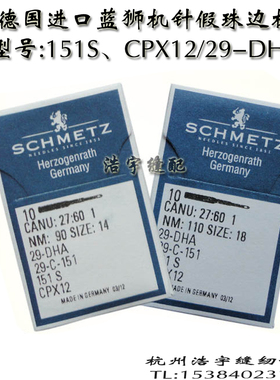 德国进口蓝狮机针假珠边机
型号:151S、CPX12/29-DH
SCHMETZ
NEEDLES SINCE 1851
Herzogenrath
Germany
10
CANU: 27:60 1
NM: 90 SIZE: 14
29-DHA
29-C-151
151 S
CPX12
MADE IN GERMANY 03/12
SCHMETZ
NEEDLES SINCE 1851
Herzogenrath
Germany
10
CANU: 27:60 1
NM: 110 SIZE: 18
29-DHA
29-C-151
151 S
CPX12
MADE IN GERMANY 03/12
浩宇缝配
杭州浩宇缝纫
TL:15384023